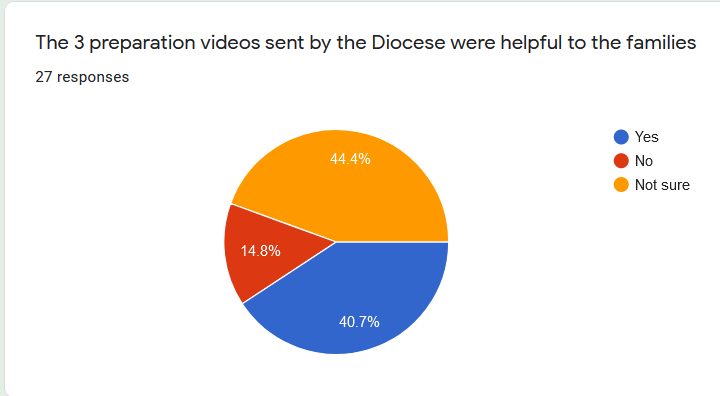 The 3 preparation videos sent by the Diocese were helpful to the families
27 responses
44.4%
14.8%
40.7%
Yes
No
Not sure